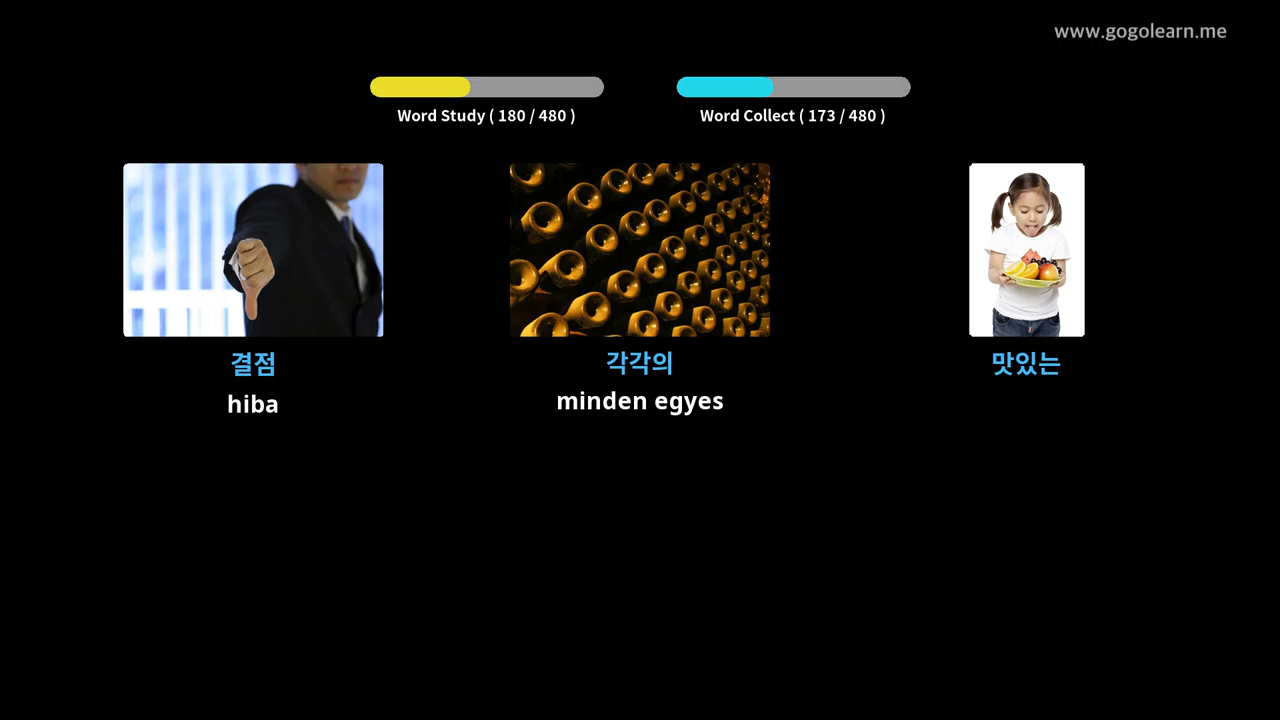 www.gogolearn.me
Word Study ( 180 / 480 )
Word Collect ( 173 / 480 )
결점
각각의
맛있는
hiba
minden egyes